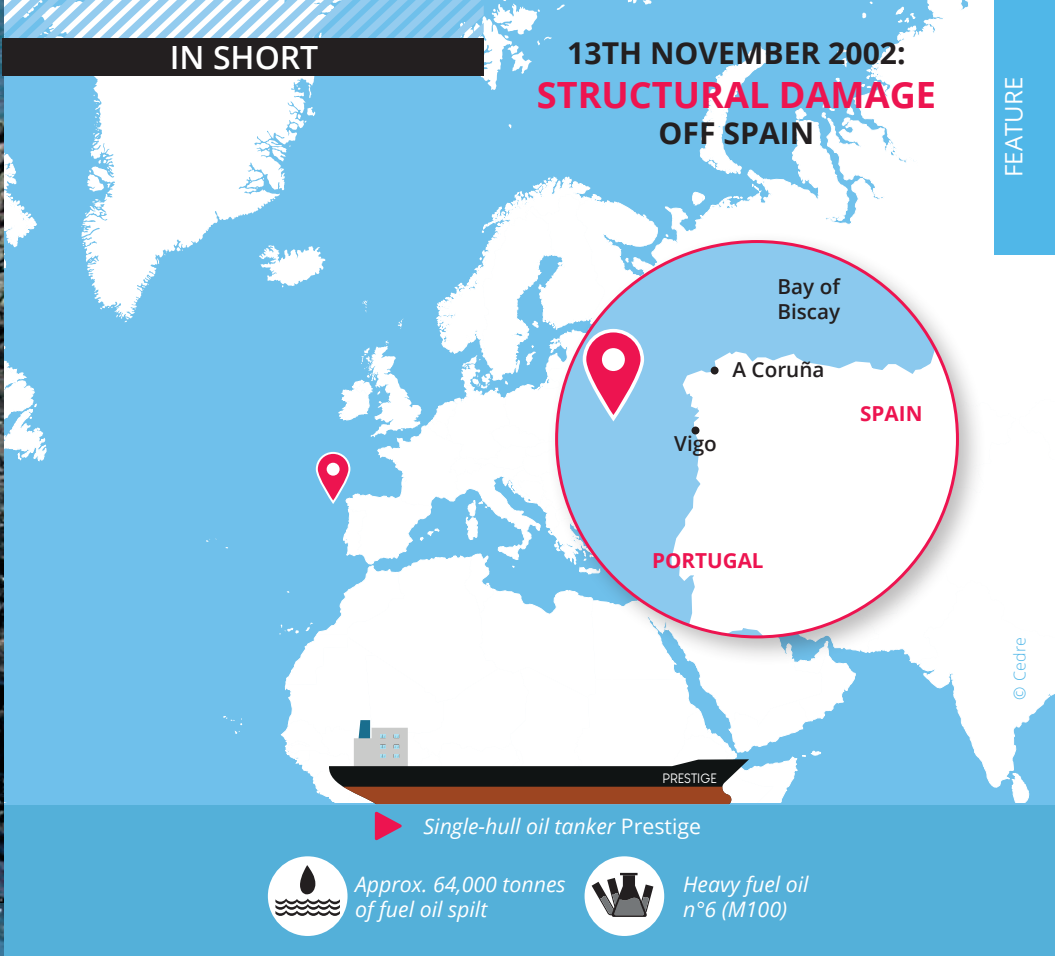 IN SHORT
13TH NOVEMBER 2002:
STRUCTURAL DAMAGE
OFF SPAIN
FEATURE
Bay of
Biscay
A Coruña
SPAIN
Vigo
PORTUGAL
© Cedre
PRESTIGE
Single-hull oil tanker Prestige
Approx. 64,000 tonnes
of fuel oil spilt
Heavy fuel oil
n°6 (M100)